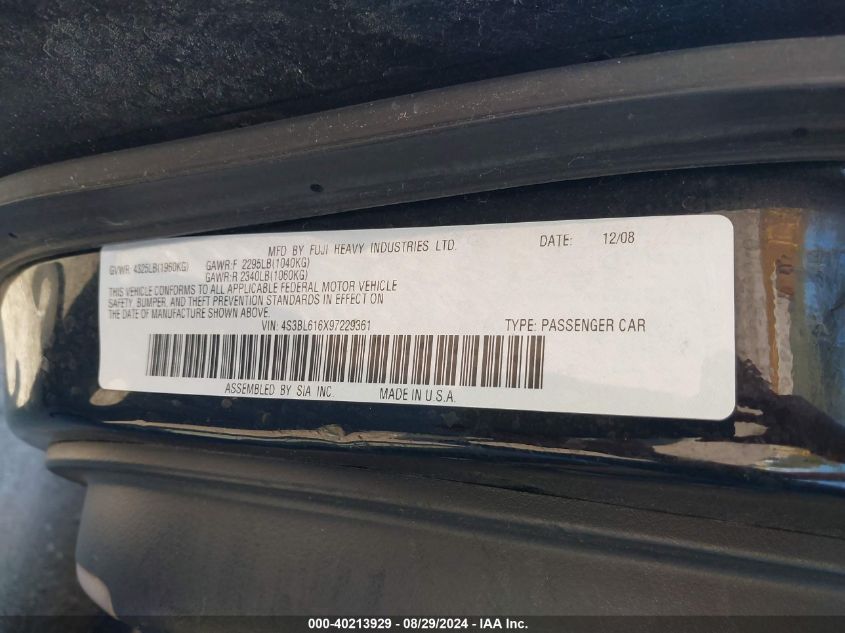 MFD BY FUJI HEAVY INDUSTRIES LTD. DATE: 12/08
GVWR: 4325LB(1960KG) GAWR:F 2295LB(1040KG)
GAWR:R 2340LB(1060KG)
THIS VEHICLE CONFORMS TO ALL APPLICABLE FEDERAL MOTOR VEHICLE
SAFETY, BUMPER, AND THEFT PREVENTION STANDARDS IN EFFECT ON
THE DATE OF MANUFACTURE SHOWN ABOVE.
VIN: 4S3BL616X97229361 TYPE: PASSENGER CAR
ASSEMBLED BY SIA INC. MADE IN U.S.A.
000-40213929 - 08/29/2024 - IAA Inc.